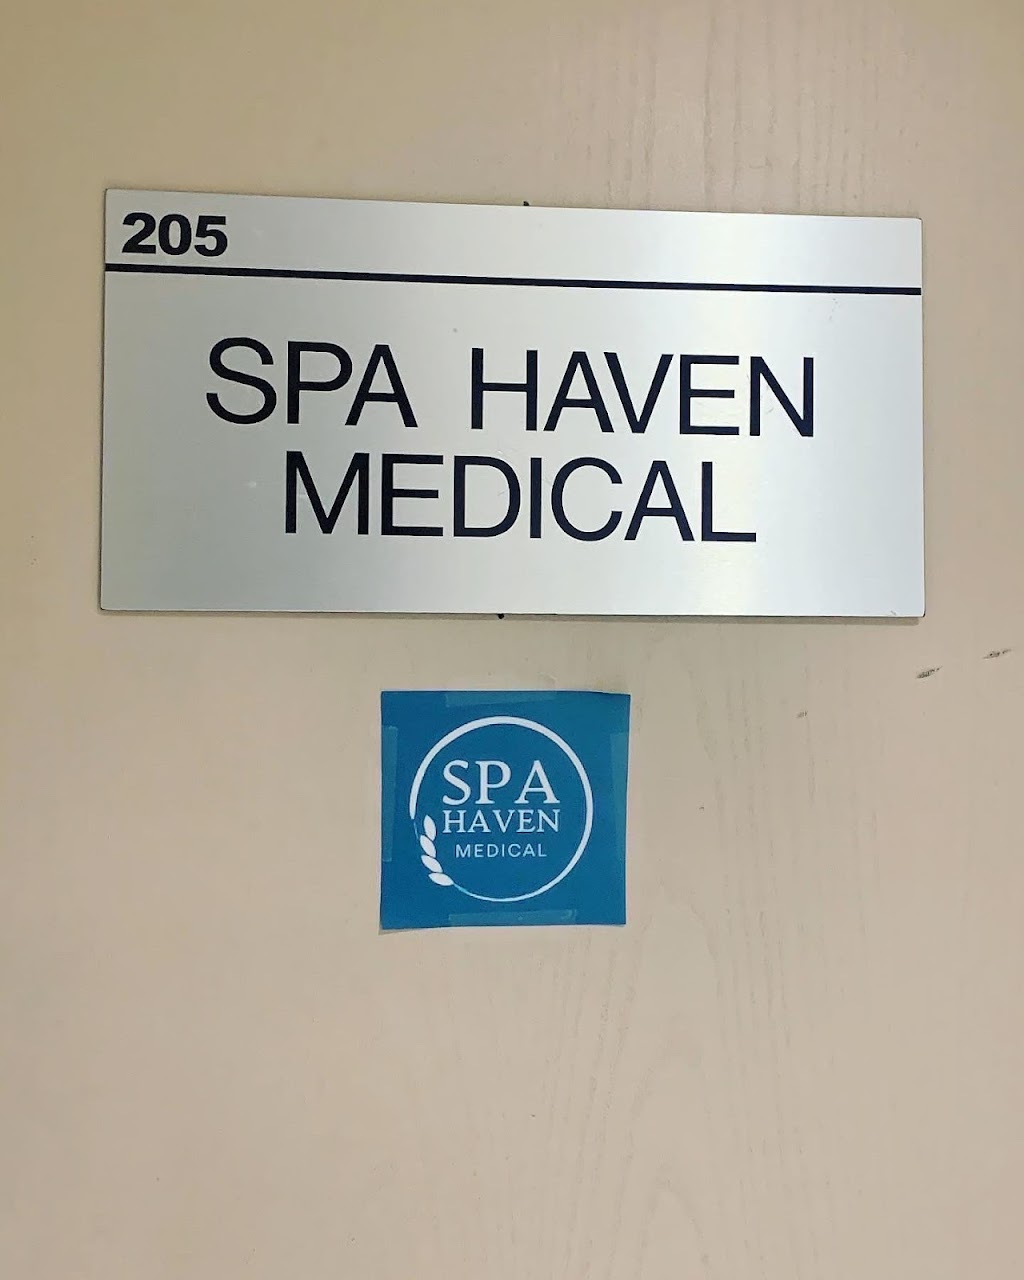 205
SPA HAVEN
MEDICAL
SPA
HAVEN
MEDICAL